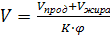 V = (Vпрод+Vжира)/(K·φ)